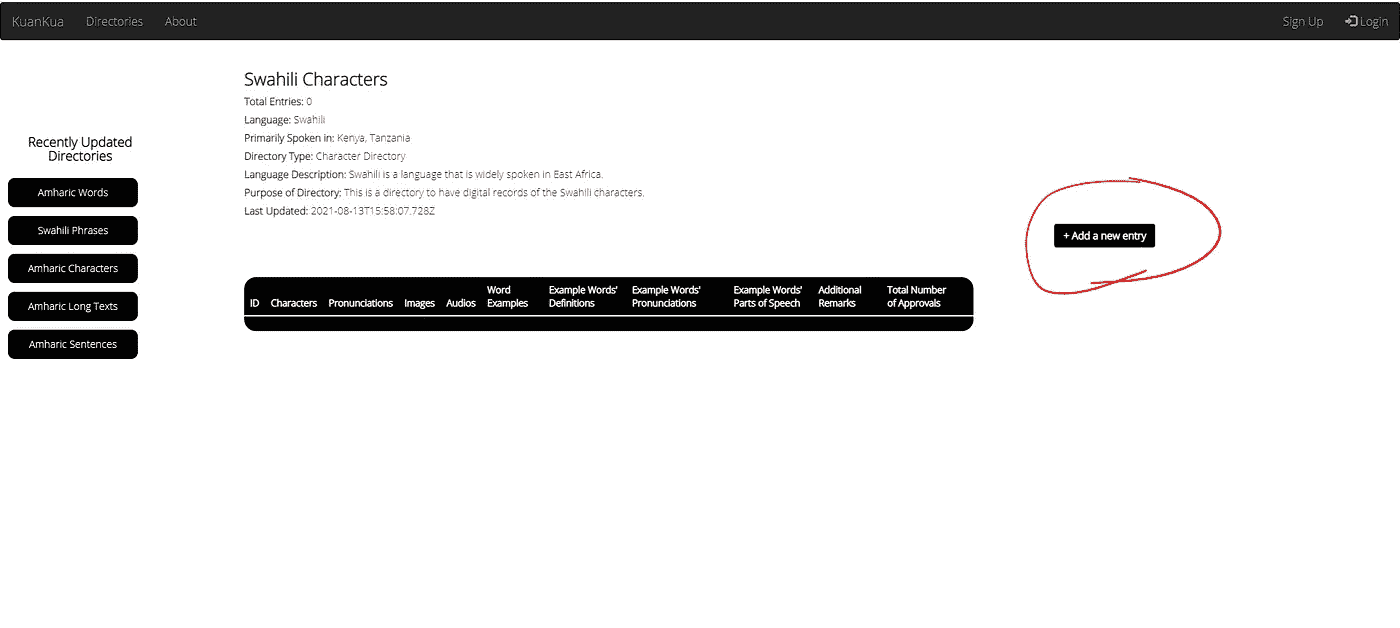 KuanKua Directories About Sign Up Login
Recently Updated
Directories
Amharic Words
Swahili Phrases
Amharic Characters
Amharic Long Texts
Amharic Sentences
Swahili Characters
Total Entries: 0
Language: Swahili
Primarily Spoken in: Kenya, Tanzania
Directory Type: Character Directory
Language Description: Swahili is a language that is widely spoken in East Africa.
Purpose of Directory: This is a directory to have digital records of the Swahili characters.
Last Updated: 2021-08-13T15:58:07.728Z
+ Add a new entry
ID Characters Pronunciations Images Audios Word Examples Example Words' Definitions Example Words' Pronunciations Example Words' Parts of Speech Additional Remarks Total Number of Approvals